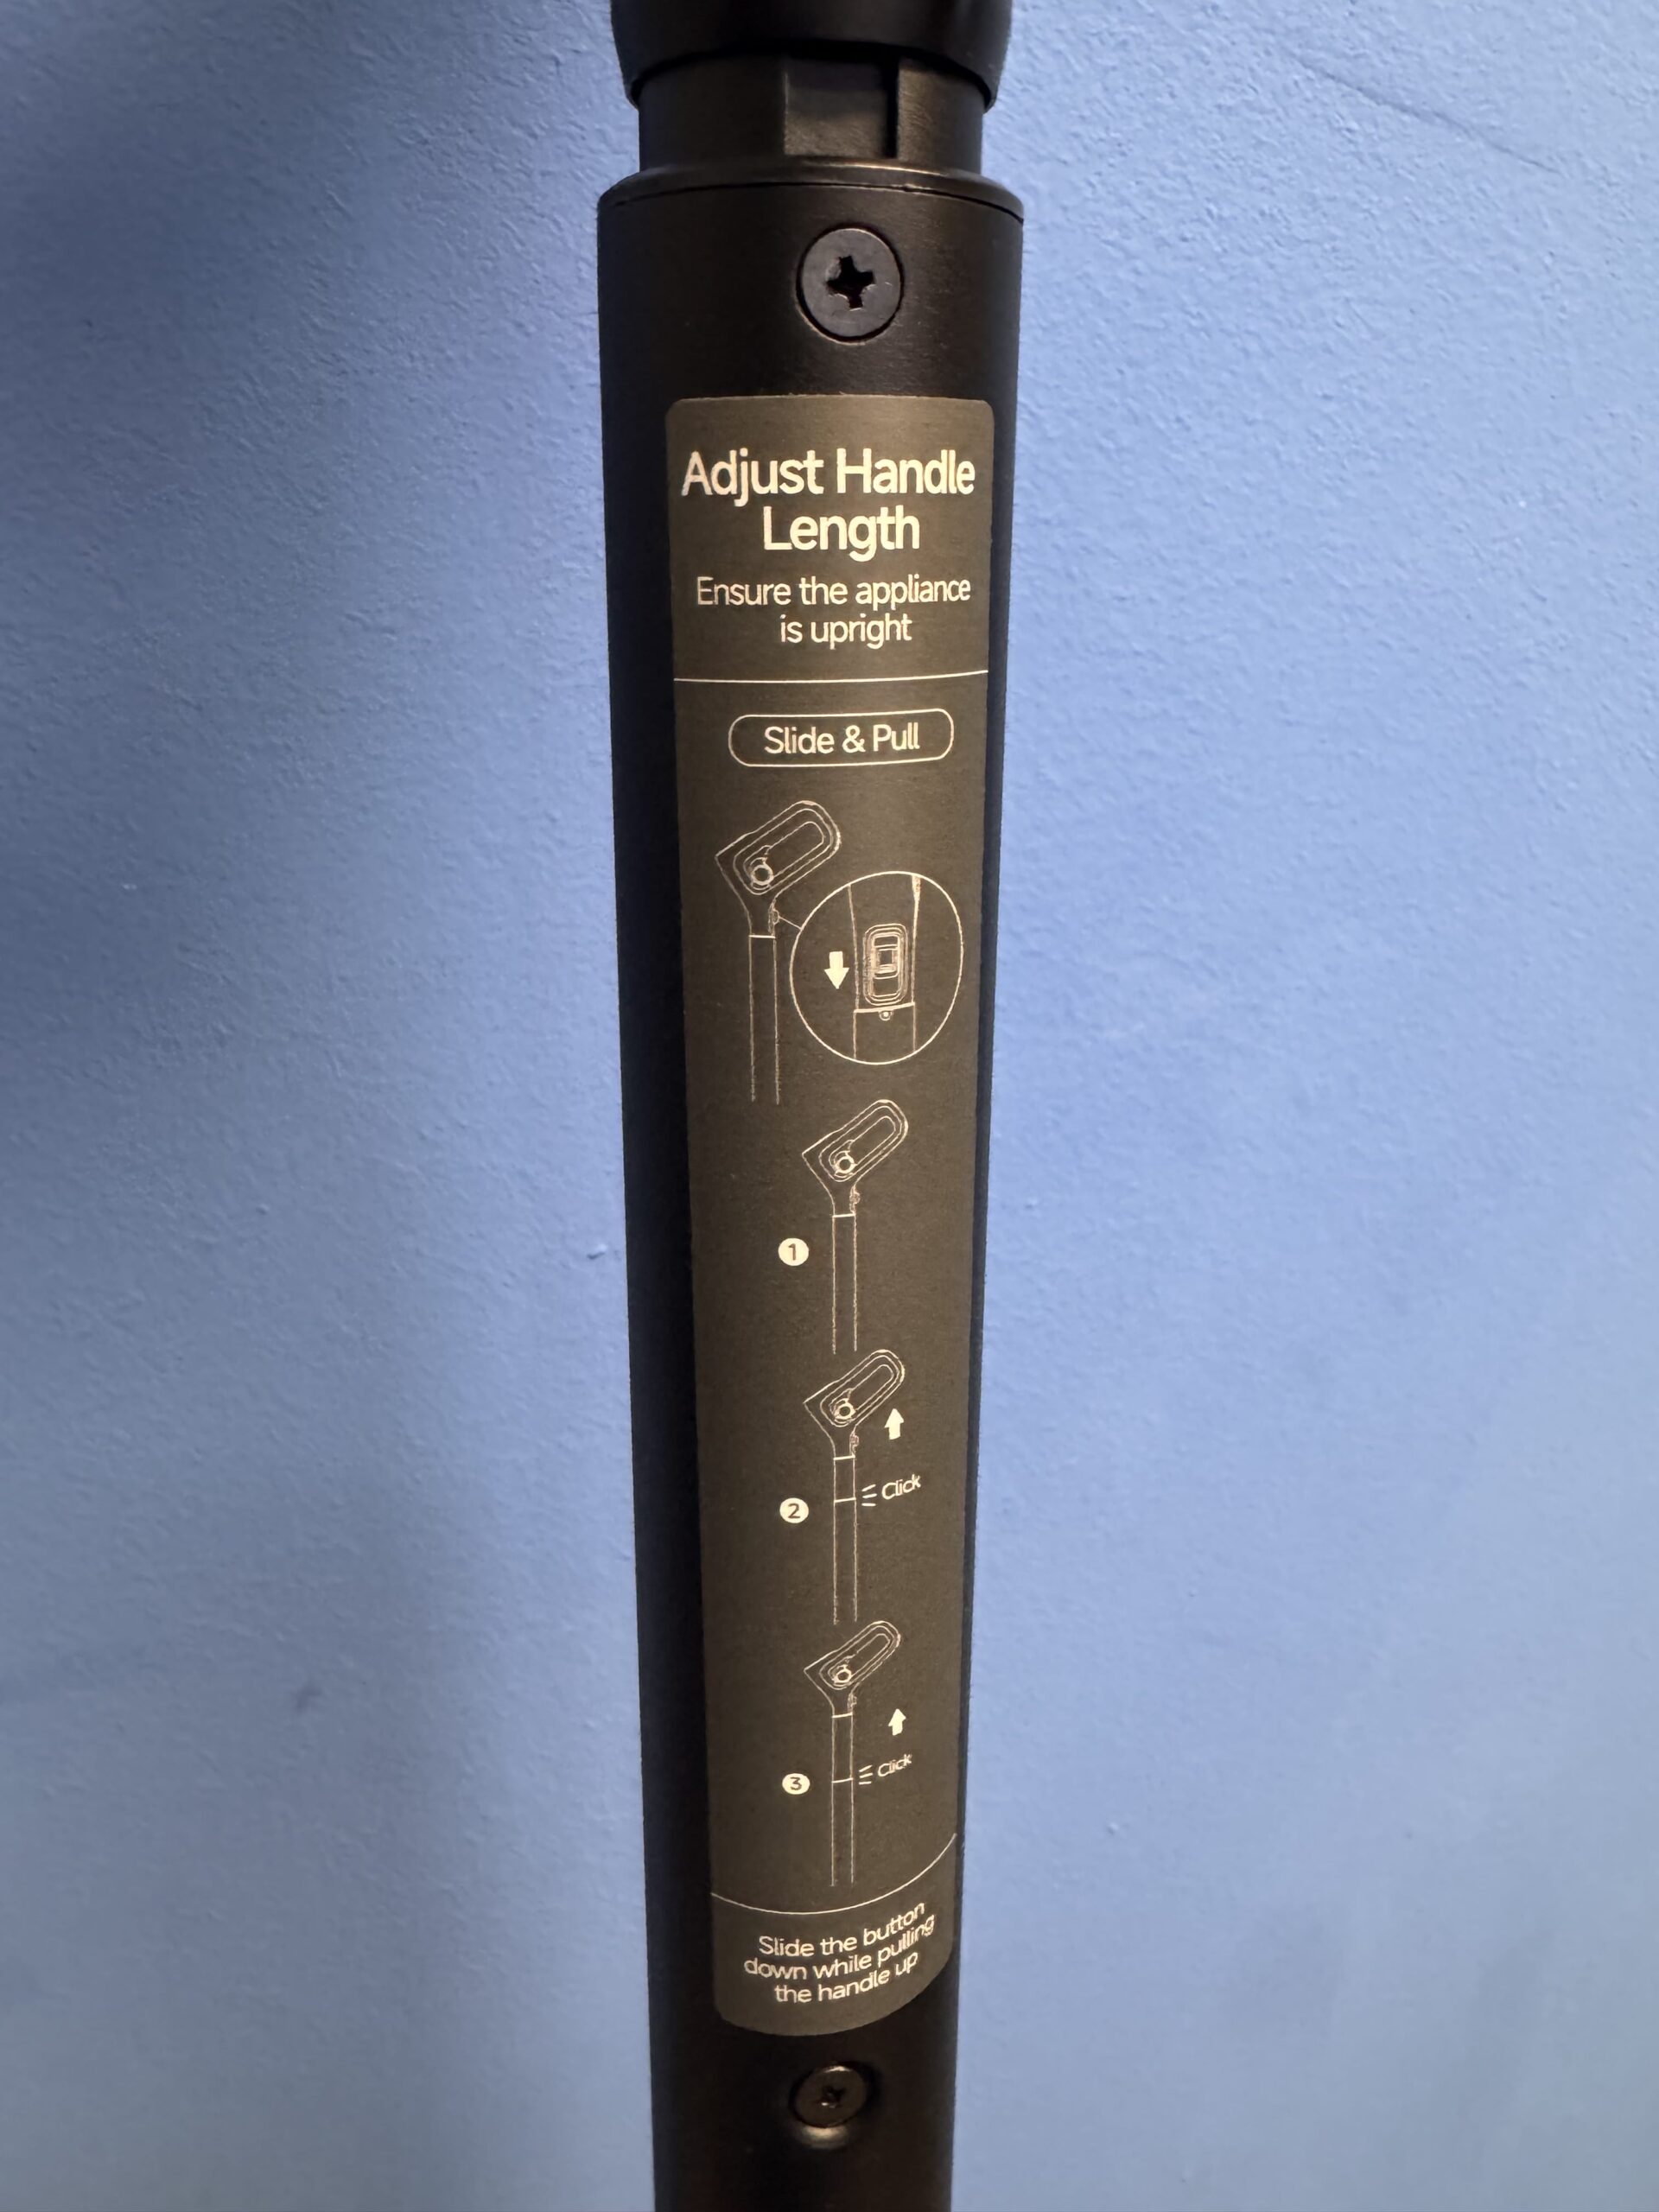 Adjust Handle
Length
Ensure the appliance
is upright
Slide & Pull
1
2
Click
3
Click
Slide the button
down while pulling
the handle up